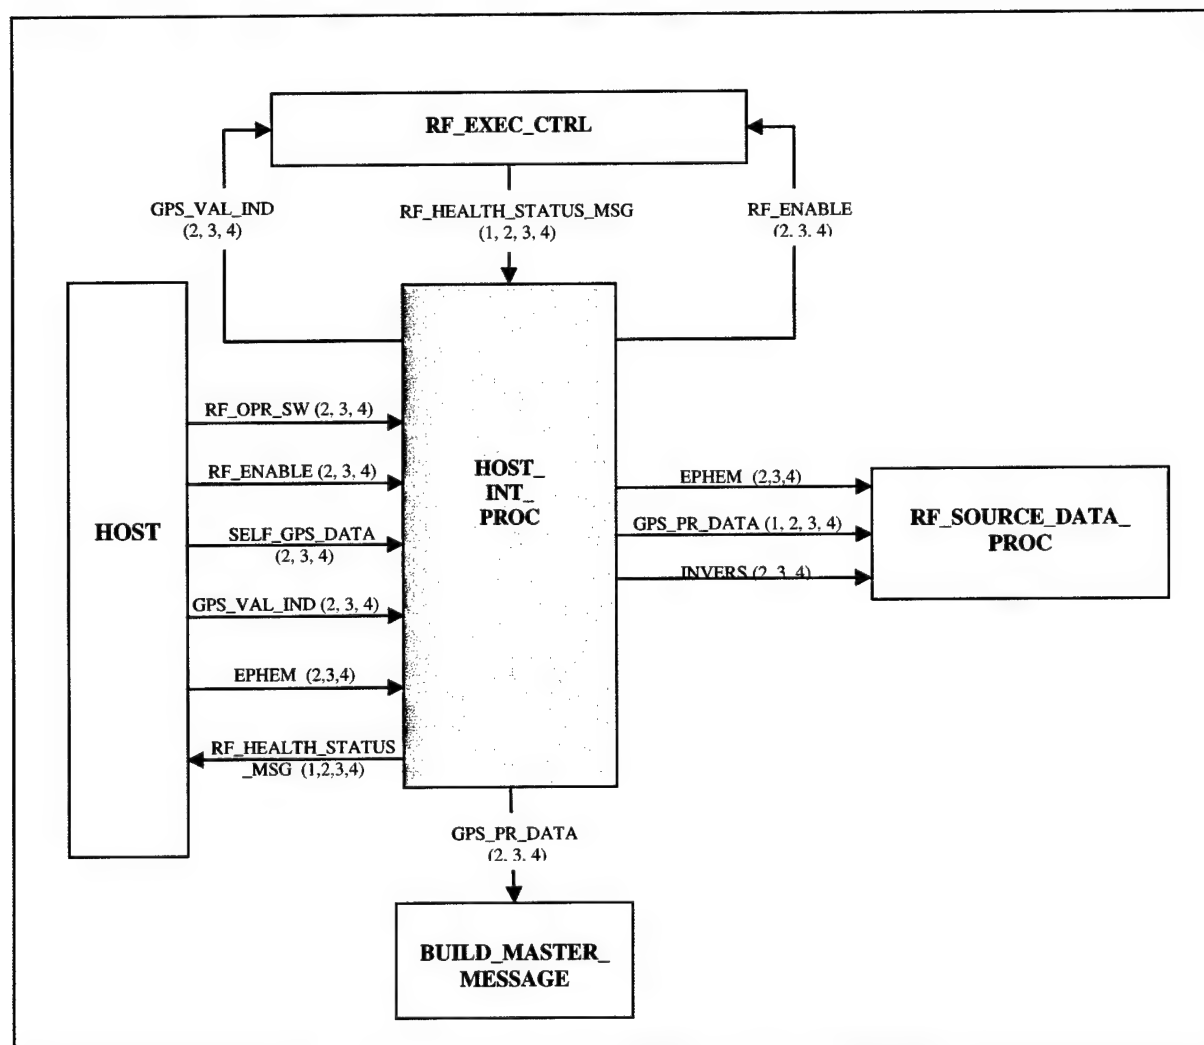 RF_EXEC_CTRL
GPS_VAL_IND
(2, 3, 4)
RF_HEALTH_STATUS_MSG
(1, 2, 3, 4)
RF_ENABLE
(2, 3, 4)
HOST
RF_OPR_SW (2, 3, 4)
RF_ENABLE (2, 3, 4)
SELF_GPS_DATA
(2, 3, 4)
GPS_VAL_IND (2, 3, 4)
EPHEM (2,3,4)
RF_HEALTH_STATUS
_MSG (1,2,3,4)
HOST_
INT_
PROC
EPHEM (2,3,4)
GPS_PR_DATA (1, 2, 3, 4)
INVERS (2, 3, 4)
RF_SOURCE_DATA_
PROC
GPS_PR_DATA
(2, 3, 4)
BUILD_MASTER_
MESSAGE